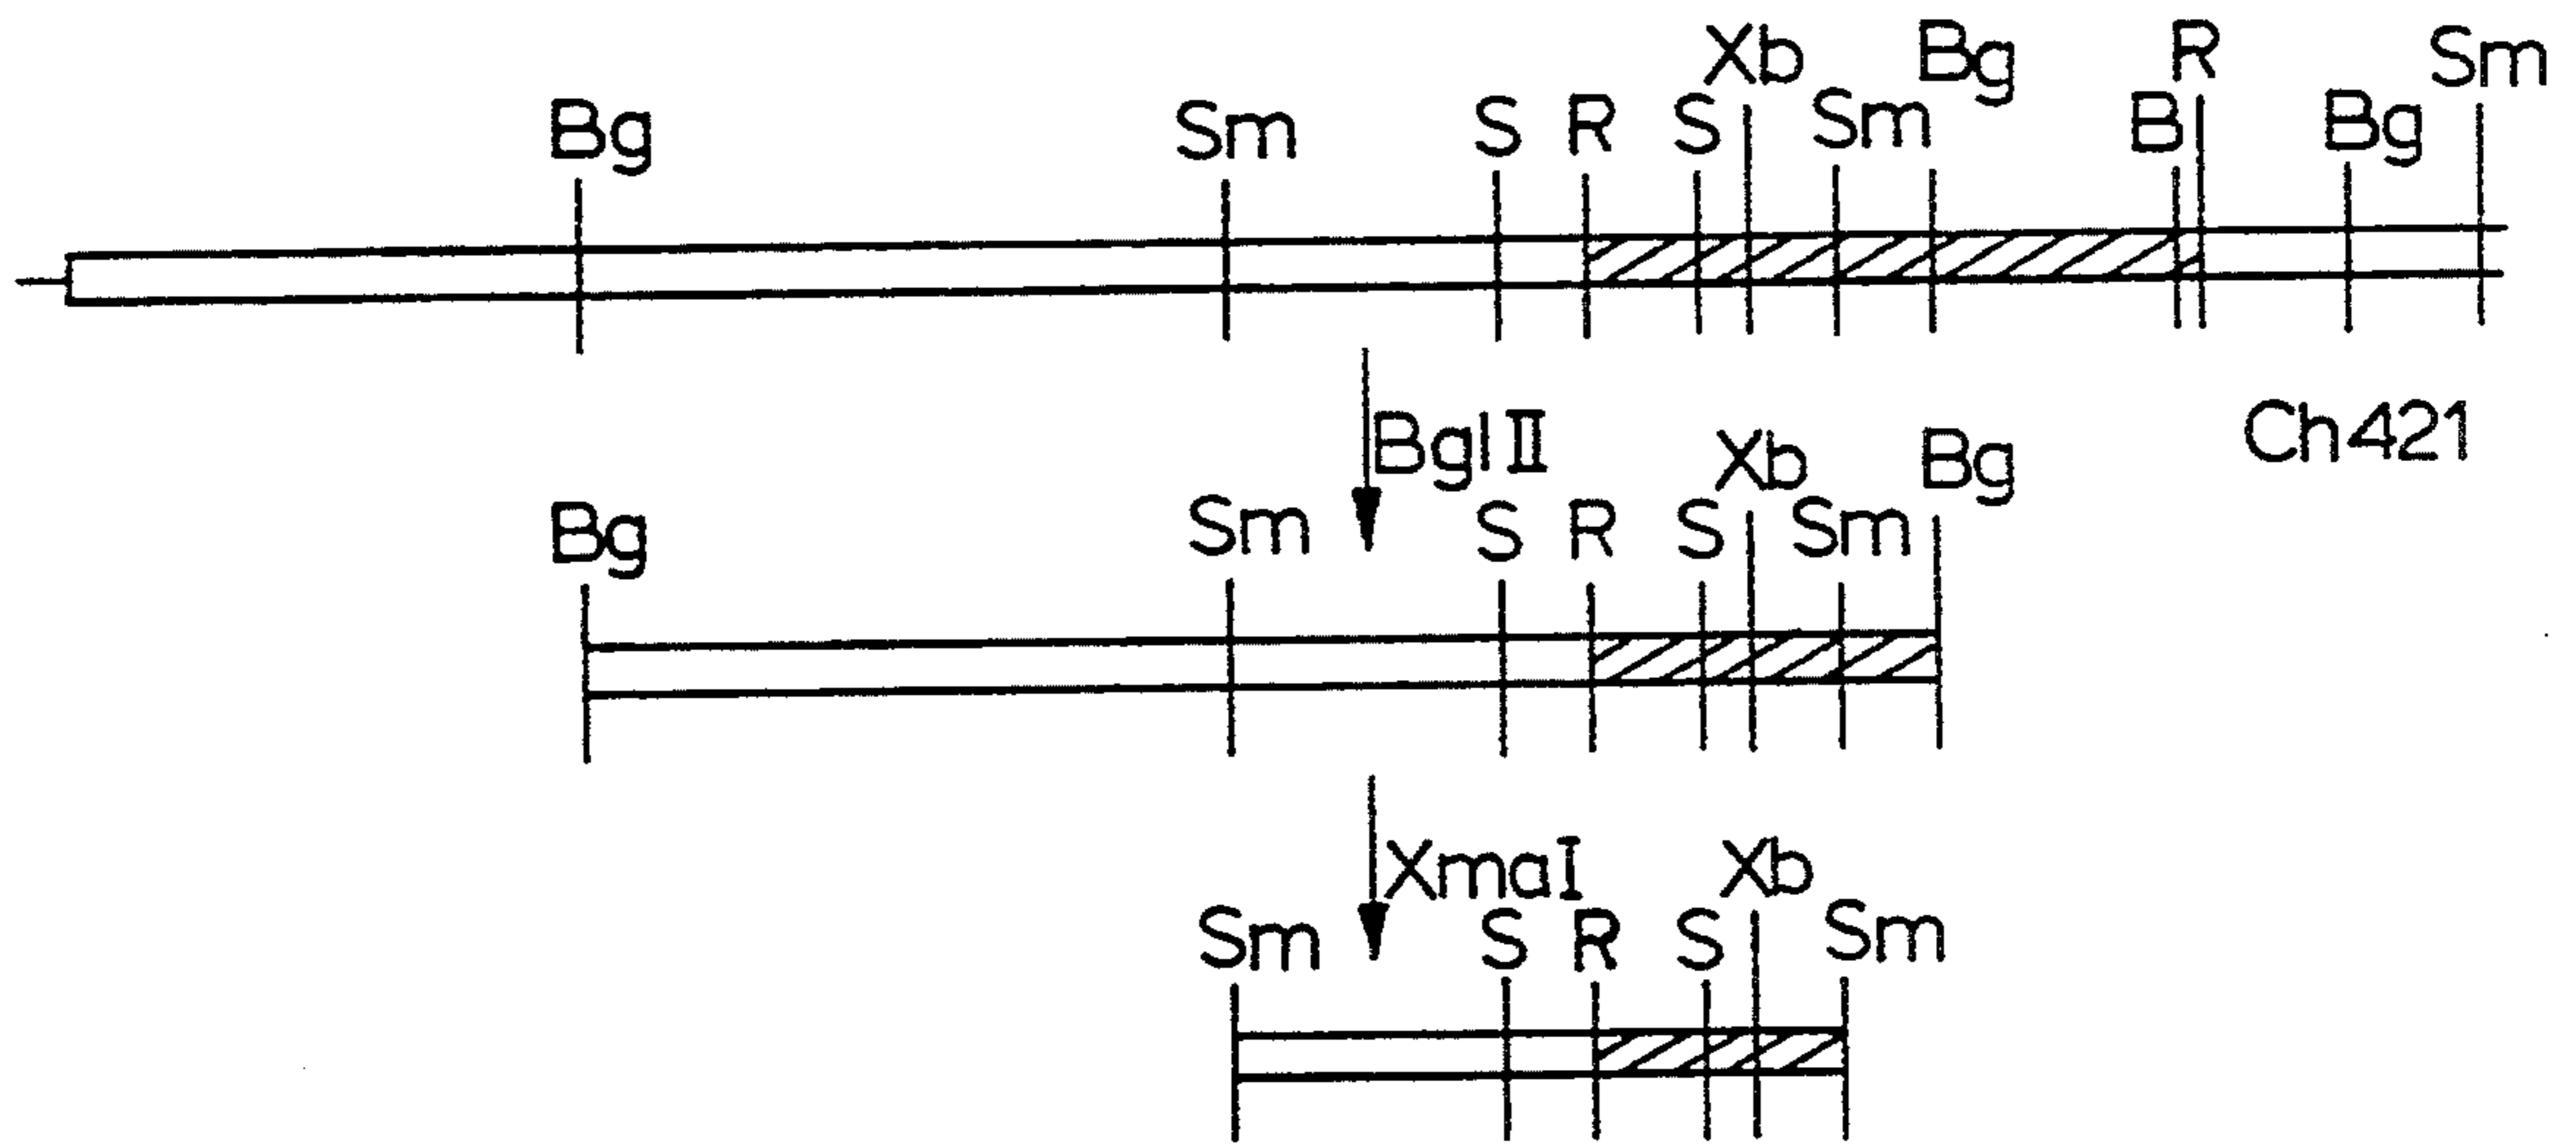 Bg Sm S R S Xb Sm Bg B R Bg Sm
Ch421
BglII
Bg Sm S R S Xb Sm Bg
XmaI
Sm S R S Xb Sm